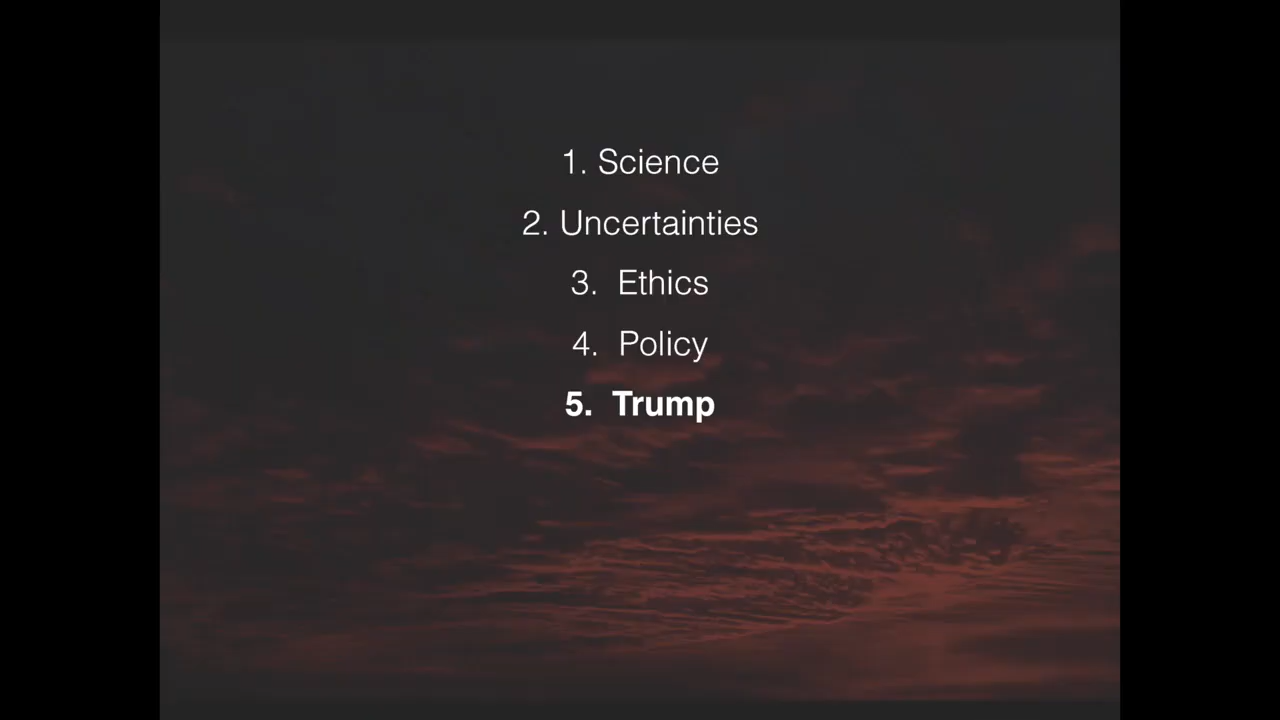 1. Science
2. Uncertainties
3. Ethics
4. Policy
5. Trump